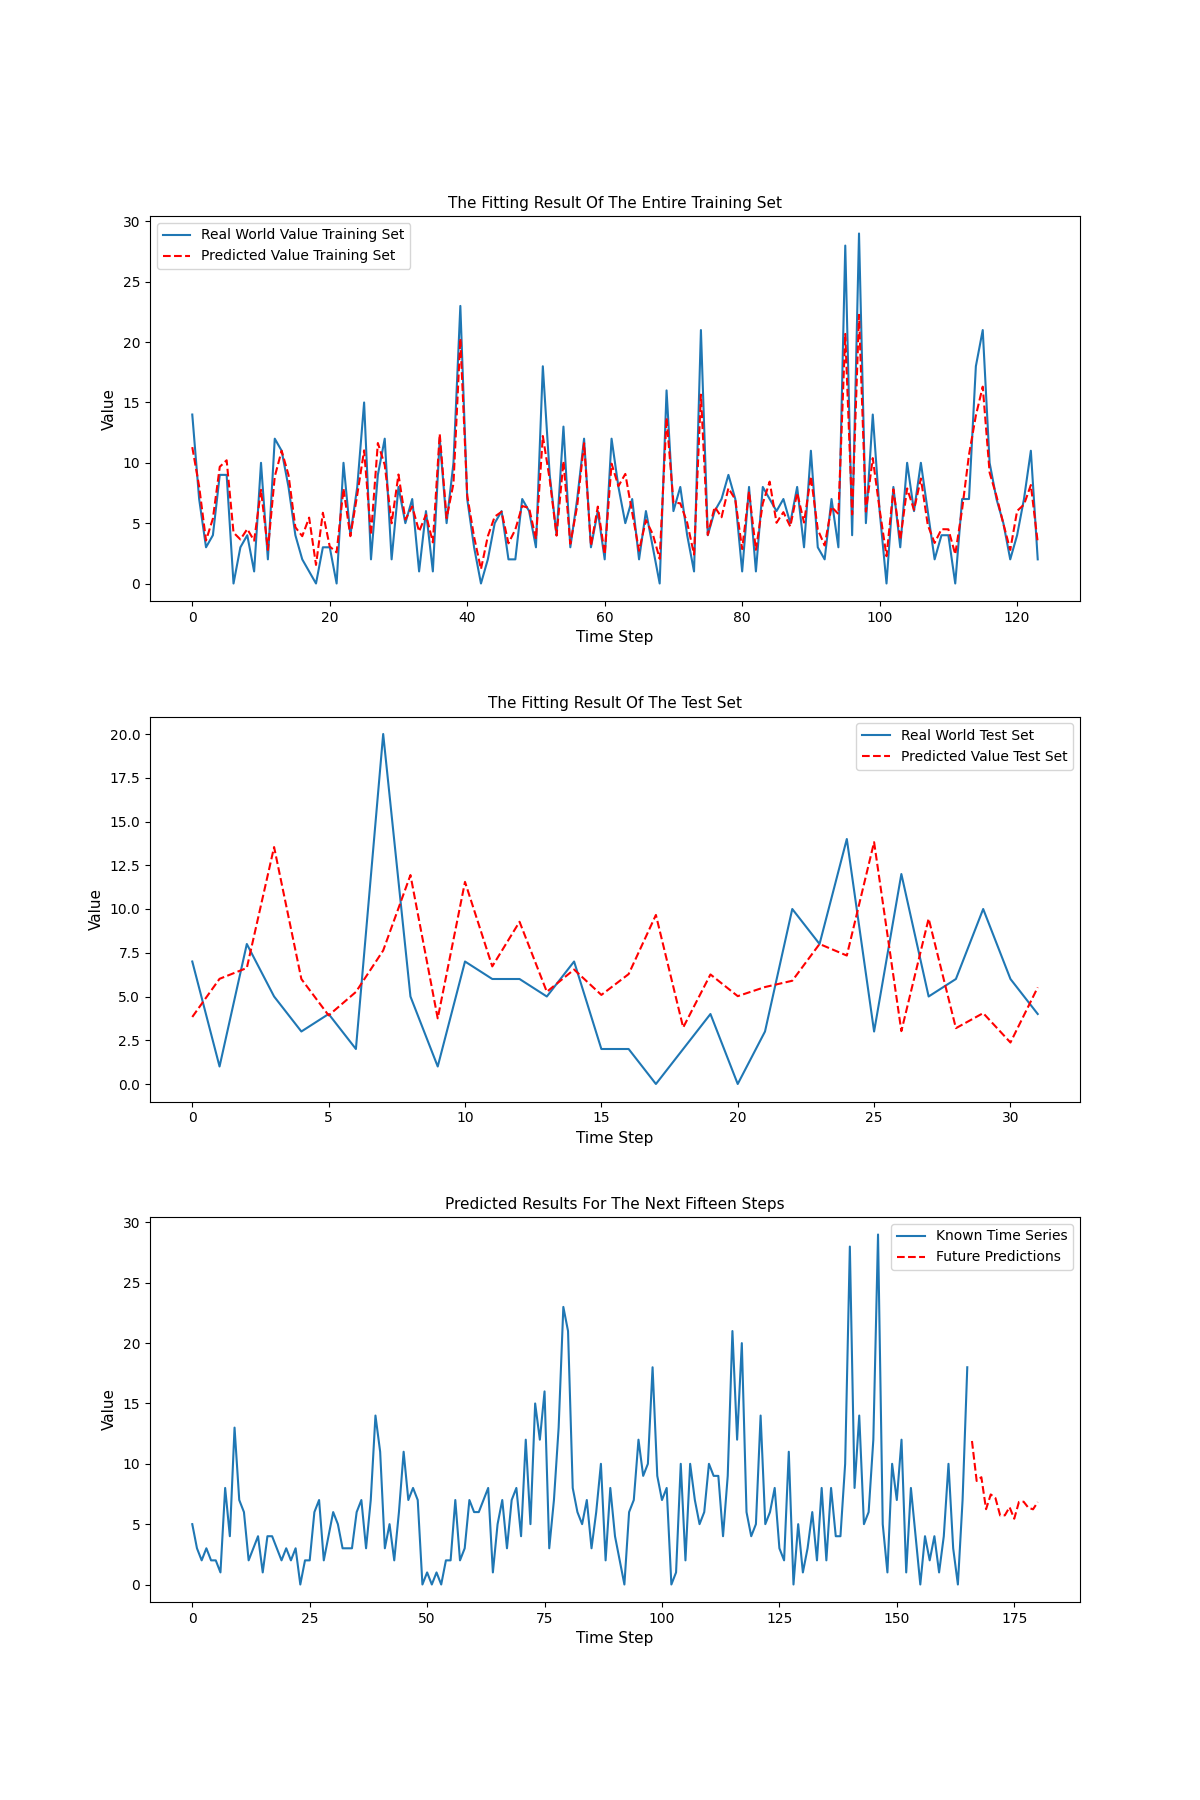 The Fitting Result Of The Entire Training Set
30
25
20
15
10
5
0
Value
Real World Value Training Set
Predicted Value Training Set
0 20 40 60 80 100 120
Time Step
The Fitting Result Of The Test Set
20.0
17.5
15.0
12.5
10.0
7.5
5.0
2.5
0.0
Value
Real World Test Set
Predicted Value Test Set
0 5 10 15 20 25 30
Time Step
Predicted Results For The Next Fifteen Steps
30
25
20
15
10
5
0
Value
Known Time Series
Future Predictions
0 25 50 75 100 125 150 175
Time Step